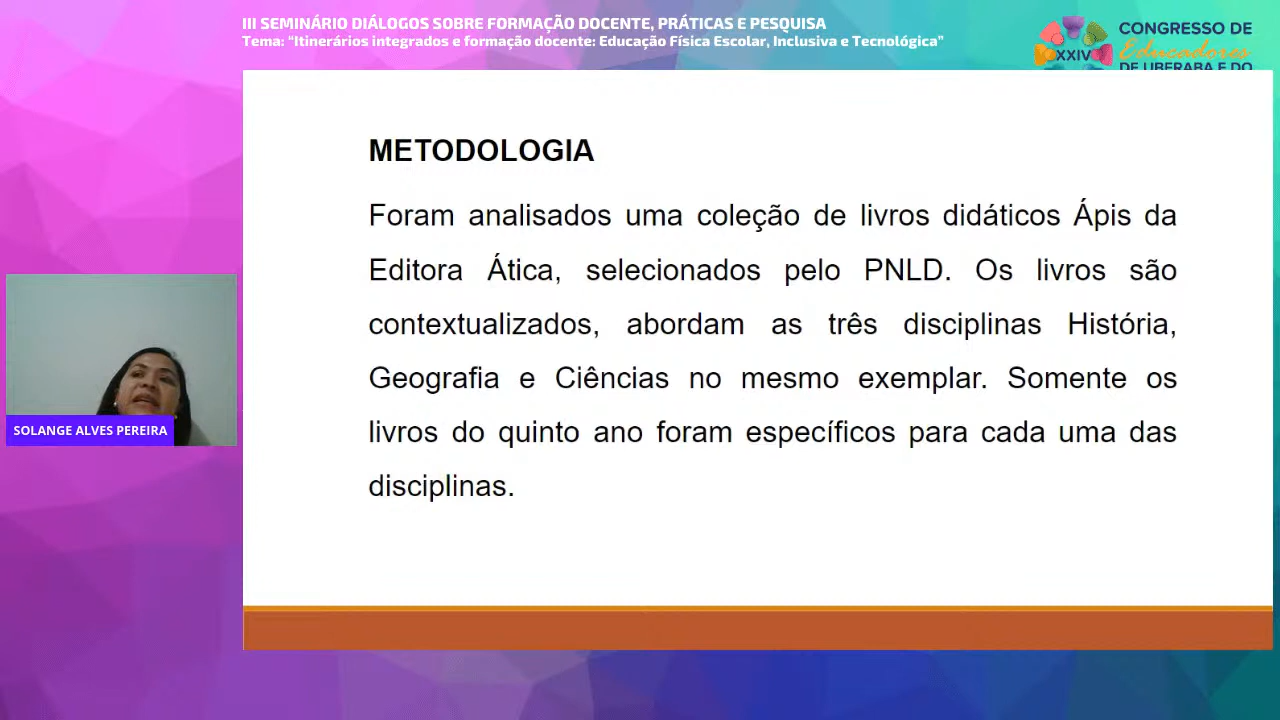 III SEMINÁRIO DIÁLOGOS SOBRE FORMAÇÃO DOCENTE, PRÁTICAS E PESQUISA
Tema: “Itinerários integrados e formação docente: Educação Física Escolar, Inclusiva e Tecnológica”
XXIV
CONGRESSO DE
Educadores
DE UBERABA E DO
METODOLOGIA
Foram analisados uma coleção de livros didáticos Ápis da
Editora Ática, selecionados pelo PNLD. Os livros são
contextualizados, abordam as três disciplinas História,
Geografia e Ciências no mesmo exemplar. Somente os
livros do quinto ano foram específicos para cada uma das
disciplinas.
SOLANGE ALVES PEREIRA